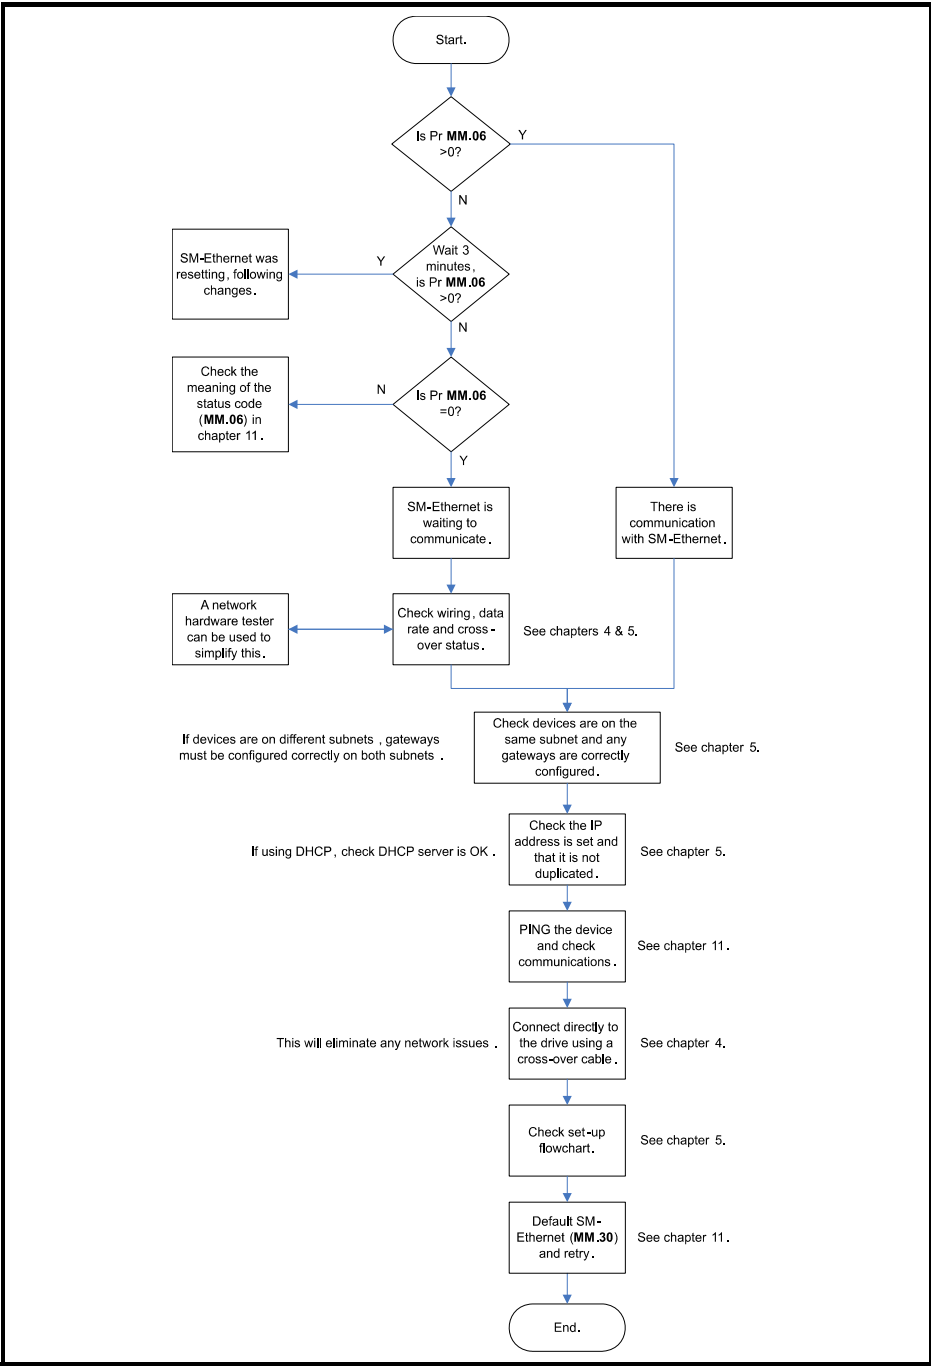 Start.
Is Pr MM.06
>0?
Y
N
Wait 3
minutes,
is Pr MM.06
>0?
Y
SM-Ethernet was
resetting, following
changes.
N
Is Pr MM.06
=0?
N
Check the
meaning of the
status code
(MM.06) in
chapter 11.
Y
SM-Ethernet is
waiting to
communicate.
There is
communication
with SM-Ethernet.
A network
hardware tester
can be used to
simplify this.
Check wiring, data
rate and cross-
over status.
See chapters 4 & 5.
If devices are on different subnets, gateways
must be configured correctly on both subnets.
Check devices are on the
same subnet and any
gateways are correctly
configured.
See chapter 5.
If using DHCP, check DHCP server is OK.
Check the IP
address is set and
that it is not
duplicated.
See chapter 5.
PING the device
and check
communications.
See chapter 11.
This will eliminate any network issues.
Connect directly to
the drive using a
cross-over cable.
See chapter 4.
Check set-up
flowchart.
See chapter 5.
Default SM-
Ethernet (MM.30)
and retry.
See chapter 11.
End.